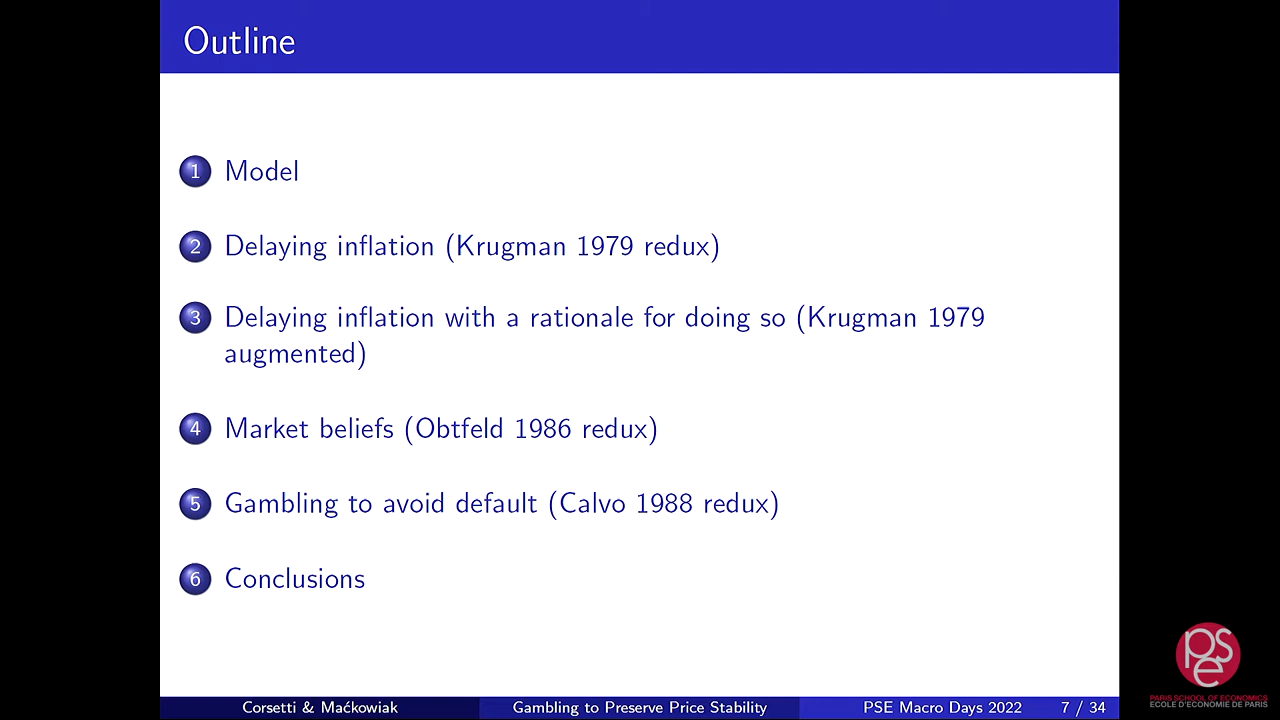 Outline
1 Model
2 Delaying inflation (Krugman 1979 redux)
3 Delaying inflation with a rationale for doing so (Krugman 1979
augmented)
4 Market beliefs (Obtfeld 1986 redux)
5 Gambling to avoid default (Calvo 1988 redux)
6 Conclusions
Corsetti & Maćkowiak Gambling to Preserve Price Stability PSE Macro Days 2022 7 / 34
pse
PARIS SCHOOL OF ECONOMICS
ECOLE D'ECONOMIE DE PARIS